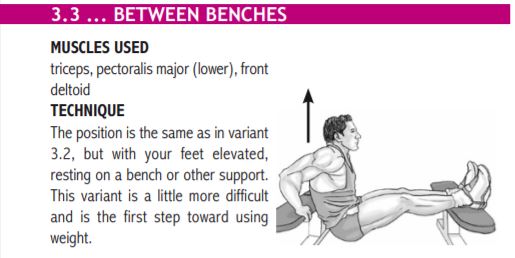 3.3 ... BETWEEN BENCHES
MUSCLES USED
triceps, pectoralis major (lower), front
deltoid
TECHNIQUE
The position is the same as in variant
3.2, but with your feet elevated,
resting on a bench or other support.
This variant is a little more difficult
and is the first step toward using
weight.